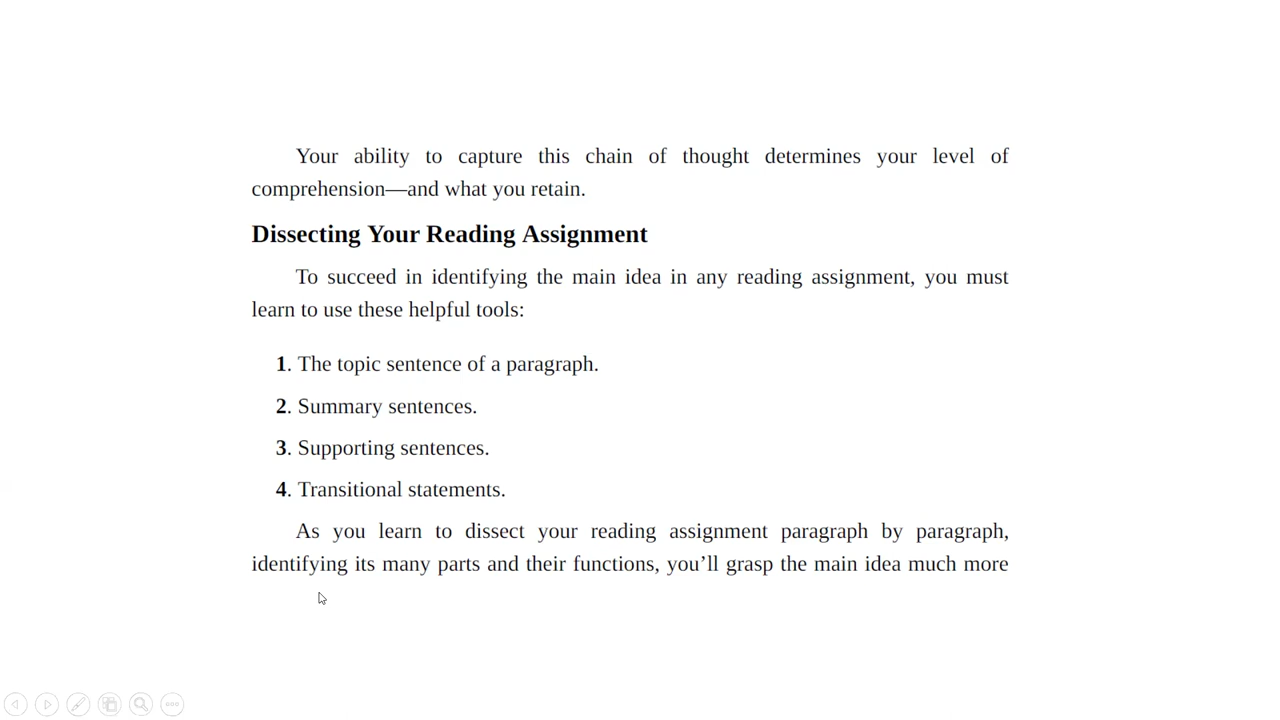 Your ability to capture this chain of thought determines your level of
comprehension—and what you retain.
Dissecting Your Reading Assignment
To succeed in identifying the main idea in any reading assignment, you must
learn to use these helpful tools:
1. The topic sentence of a paragraph.
2. Summary sentences.
3. Supporting sentences.
4. Transitional statements.
As you learn to dissect your reading assignment paragraph by paragraph,
identifying its many parts and their functions, you’ll grasp the main idea much more